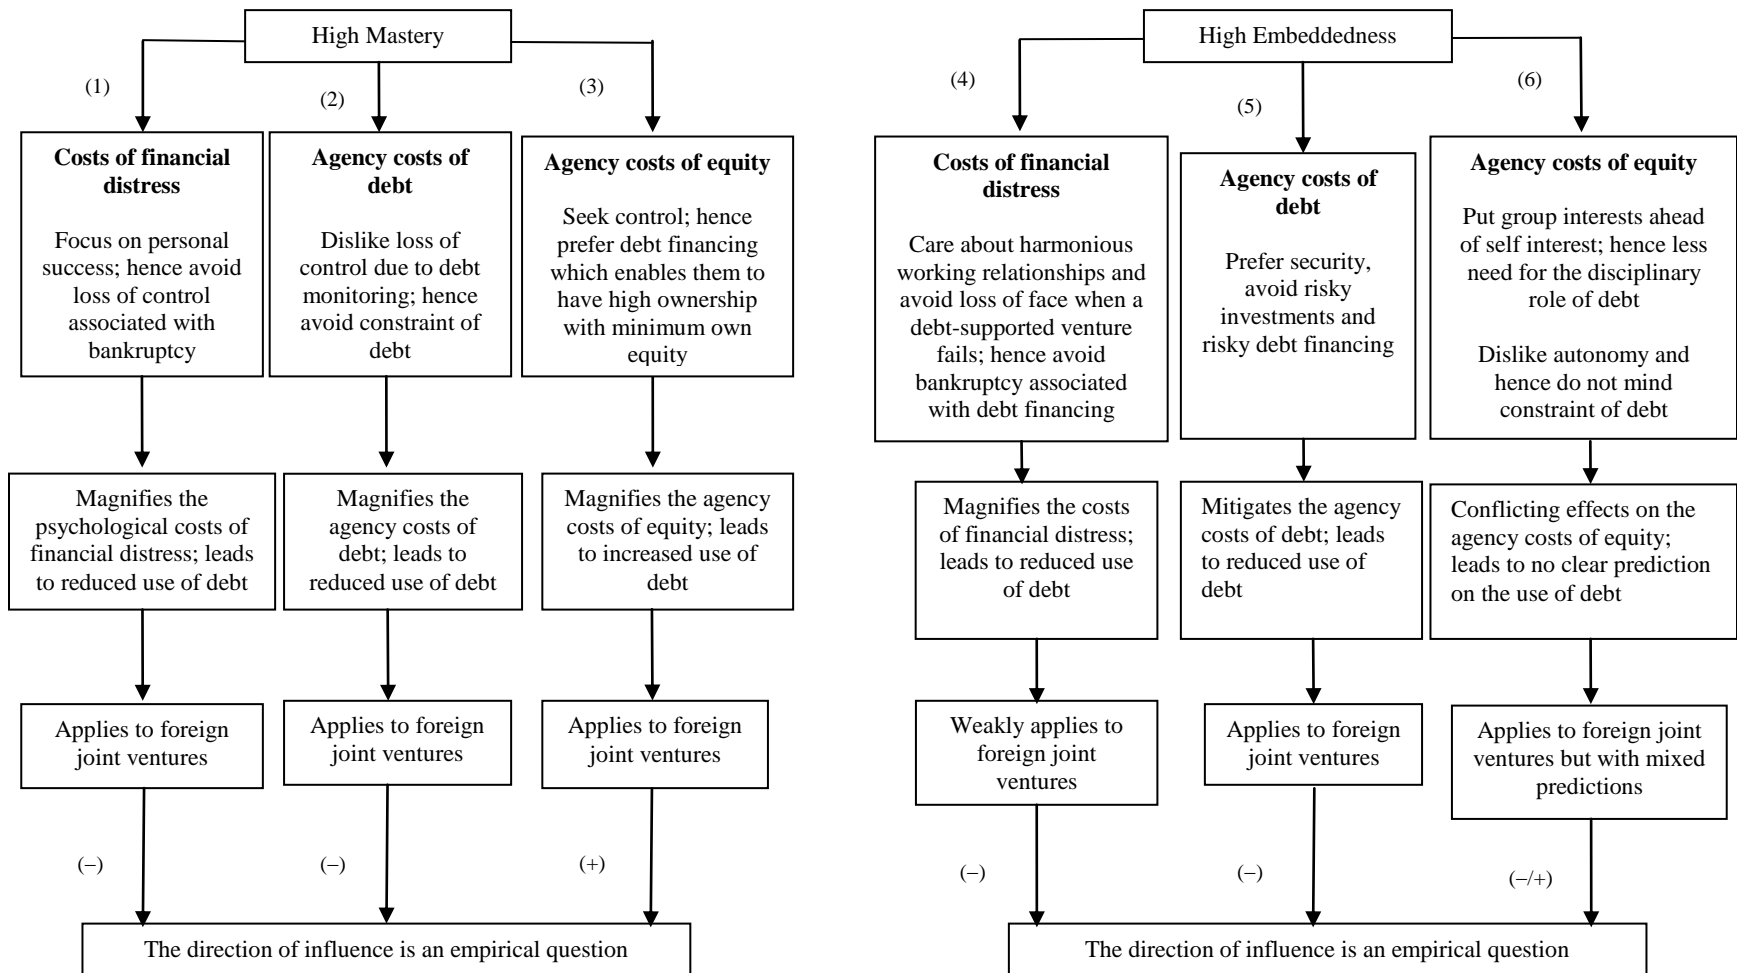 High Mastery
(1)
(2)
(3)
Costs of financial
distress
Focus on personal
success; hence avoid
loss of control
associated with
bankruptcy
Agency costs of
debt
Dislike loss of
control due to debt
monitoring; hence
avoid constraint of
debt
Agency costs of equity
Seek control; hence
prefer debt financing
which enables them to
have high ownership
with minimum own
equity
Magnifies the
psychological costs of
financial distress; leads
to reduced use of debt
Magnifies the
agency costs of
debt; leads to
reduced use of debt
Magnifies the agency
costs of equity; leads
to increased use of
debt
Applies to foreign
joint ventures
Applies to foreign
joint ventures
Applies to foreign
joint ventures
(−)
(−)
(+)
The direction of influence is an empirical question
High Embeddedness
(4)
(5)
(6)
Costs of financial
distress
Care about harmonious
working relationships and
avoid loss of face when a
debt-supported venture
fails; hence avoid
bankruptcy associated
with debt financing
Agency costs of
debt
Prefer security,
avoid risky
investments and
risky debt financing
Agency costs of equity
Put group interests ahead
of self interest; hence less
need for the disciplinary
role of debt
Dislike autonomy and
hence do not mind
constraint of debt
Magnifies the costs
of financial distress;
leads to reduced use
of debt
Mitigates the agency
costs of debt; leads
to reduced use of
debt
Conflicting effects on the
agency costs of equity;
leads to no clear prediction
on the use of debt
Weakly applies to
foreign joint
ventures
Applies to foreign
joint ventures
Applies to foreign joint
ventures but with mixed
predictions
(−)
(−)
(−/+)
The direction of influence is an empirical question